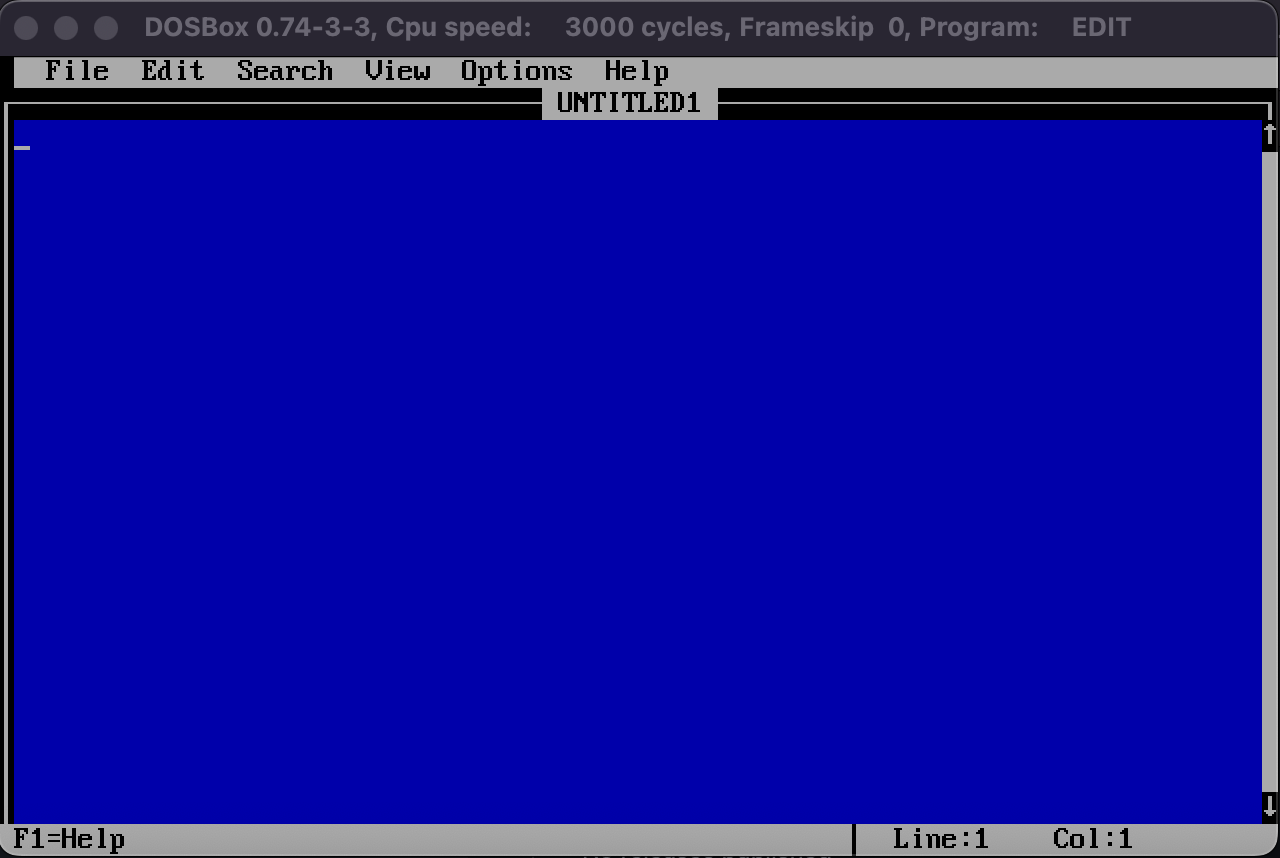 DOSBox 0.74-3-3, Cpu speed: 3000 cycles, Frameskip 0, Program: EDIT
File Edit Search View Options Help
UNTITLED1
F1=Help Line:1 Col:1